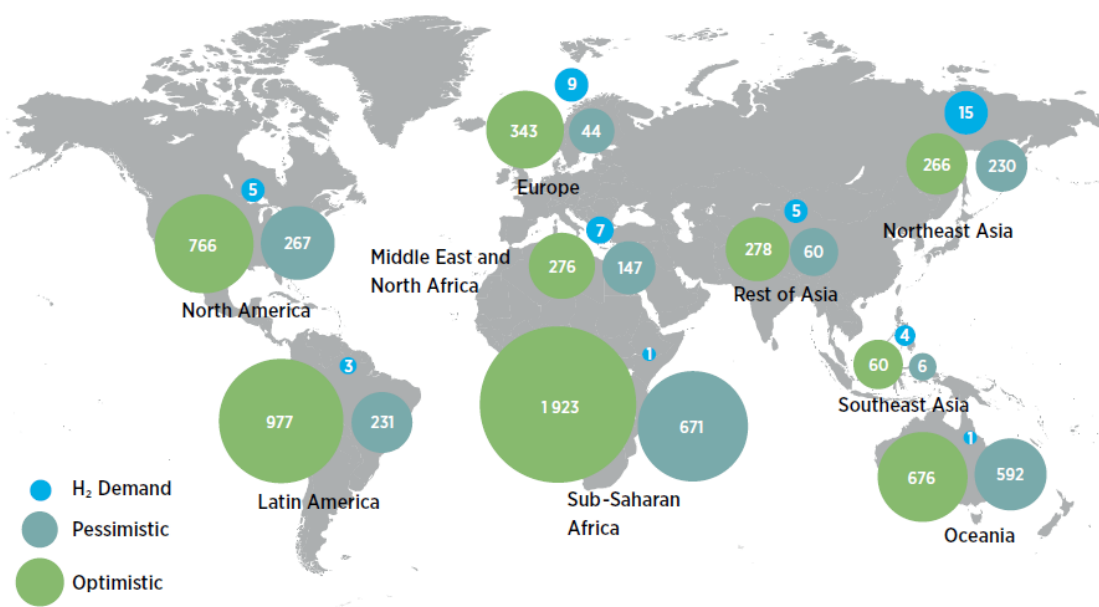 9
343
44
Europe
15
266
230
Northeast Asia
5
766
267
North America
7
276
147
Middle East and
North Africa
5
278
60
Rest of Asia
4
60
6
Southeast Asia
3
977
231
Latin America
1
1 923
671
Sub-Saharan
Africa
1
676
592
Oceania
H₂ Demand
Pessimistic
Optimistic